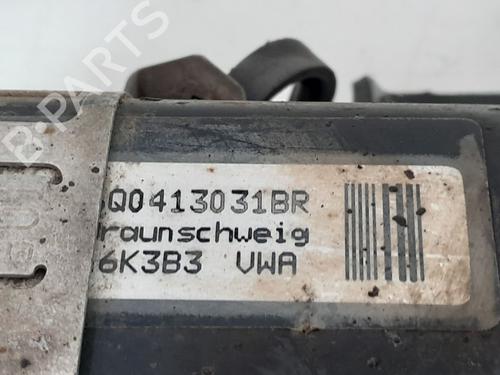 B-PARTS
Q0413031BR
raunschweig
6K3B3 VWA